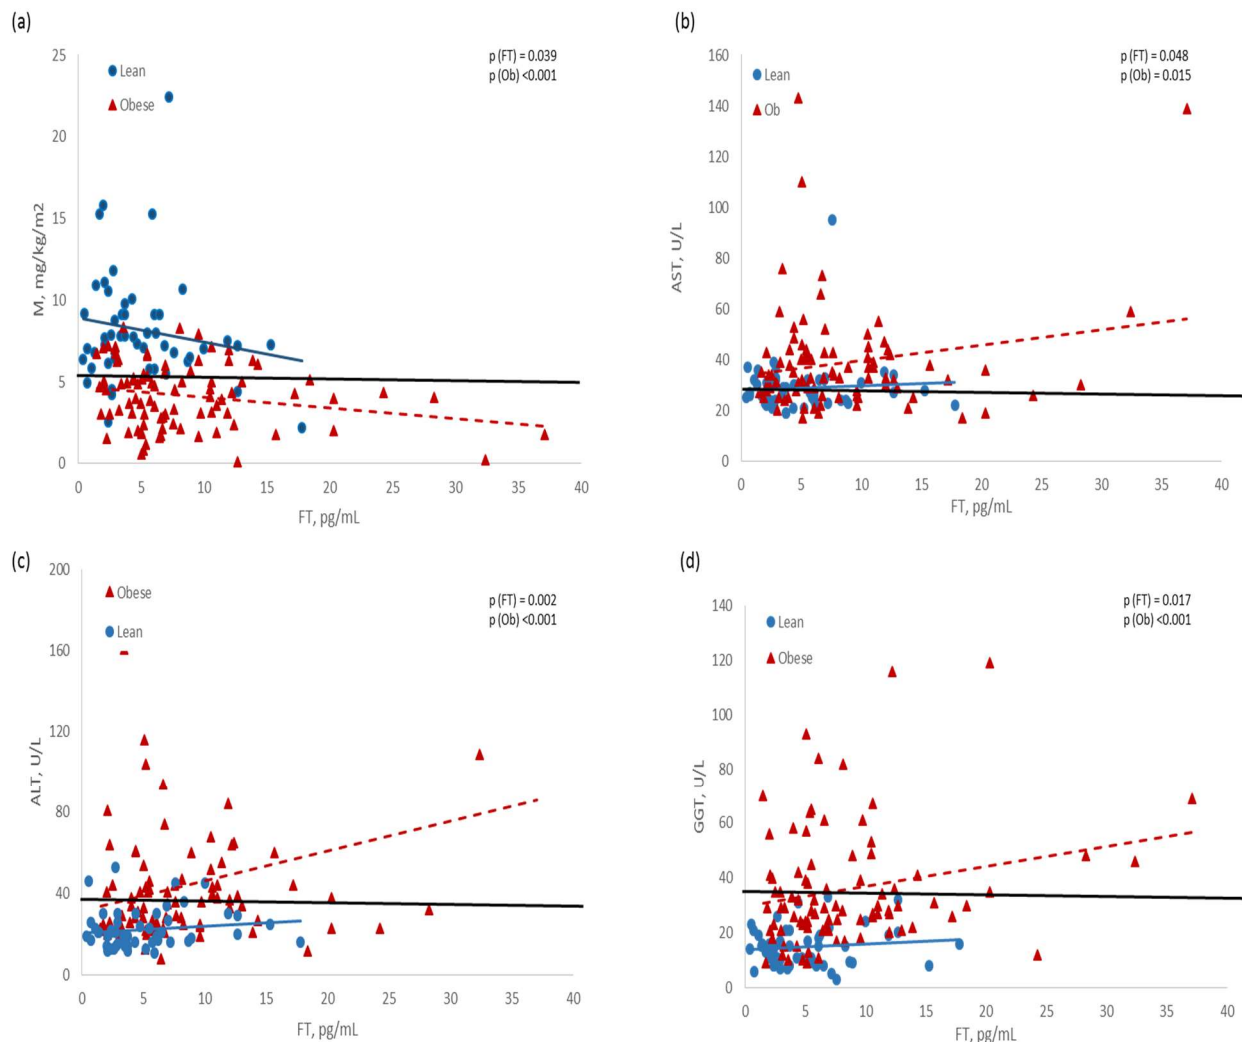 (a)
p (FT) = 0.039
p (Ob) <0.001
Lean
Obese
M, mg/kg/m2
25
20
15
10
5
0
0 5 10 15 20 25 30 35 40
FT, pg/mL
(b)
p (FT) = 0.048
p (Ob) = 0.015
Lean
Ob
AST, U/L
160
140
120
100
80
60
40
20
0
0 5 10 15 20 25 30 35 40
FT, pg/mL
(c)
p (FT) = 0.002
p (Ob) <0.001
Obese
Lean
ALT, U/L
200
160
120
80
40
0
0 5 10 15 20 25 30 35 40
FT, pg/mL
(d)
p (FT) = 0.017
p (Ob) <0.001
Lean
Obese
GGT, U/L
140
120
100
80
60
40
20
0
0 5 10 15 20 25 30 35 40
FT, pg/mL